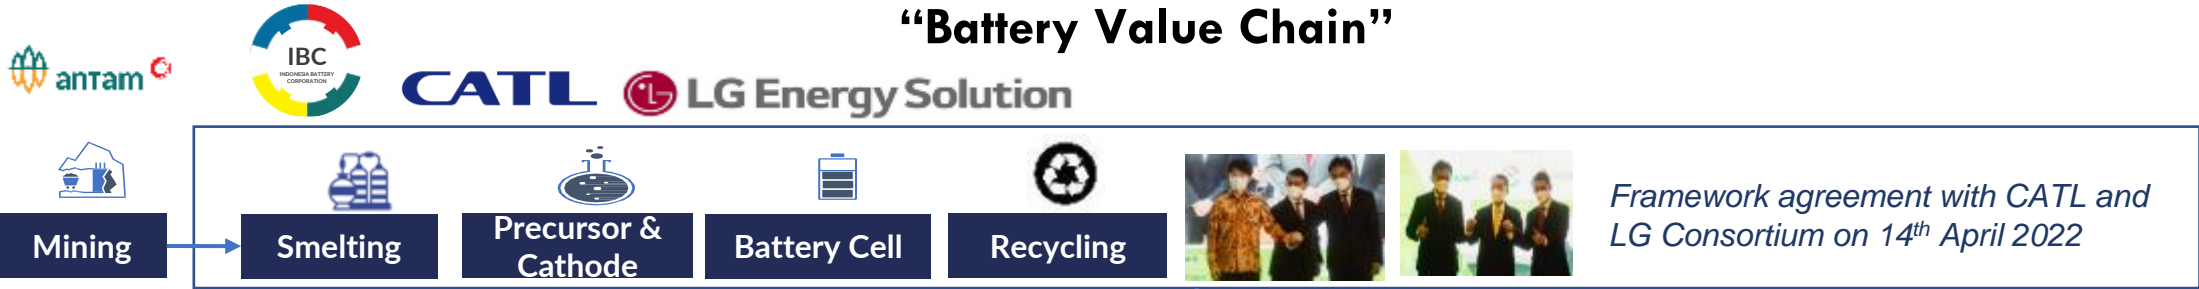 “Battery Value Chain”
anTam
IBC
INDONESIA BATTERY
CORPORATION
CATL
LG Energy Solution
Mining
Smelting
Precursor &
Cathode
Battery Cell
Recycling
Framework agreement with CATL and
LG Consortium on 14th April 2022